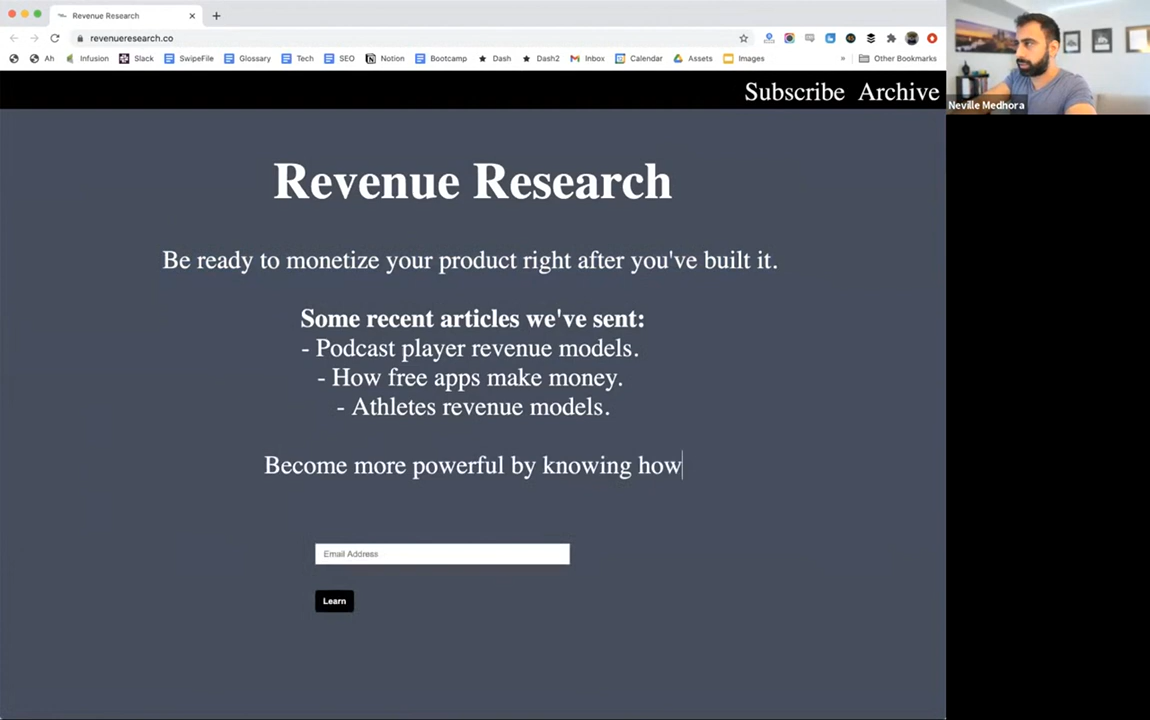 Revenue Research
revenueresearch.co
Ah
Infusion
Slack
SwipeFile
Glossary
Tech
SEO
Notion
Bootcamp
Dash
Dash2
Inbox
Calendar
Assets
Images
»
Other Bookmarks
Subscribe Archive
Neville Medhora
Revenue Research
Be ready to monetize your product right after you've built it.
Some recent articles we've sent:
- Podcast player revenue models.
- How free apps make money.
- Athletes revenue models.
Become more powerful by knowing how
Email Address
Learn